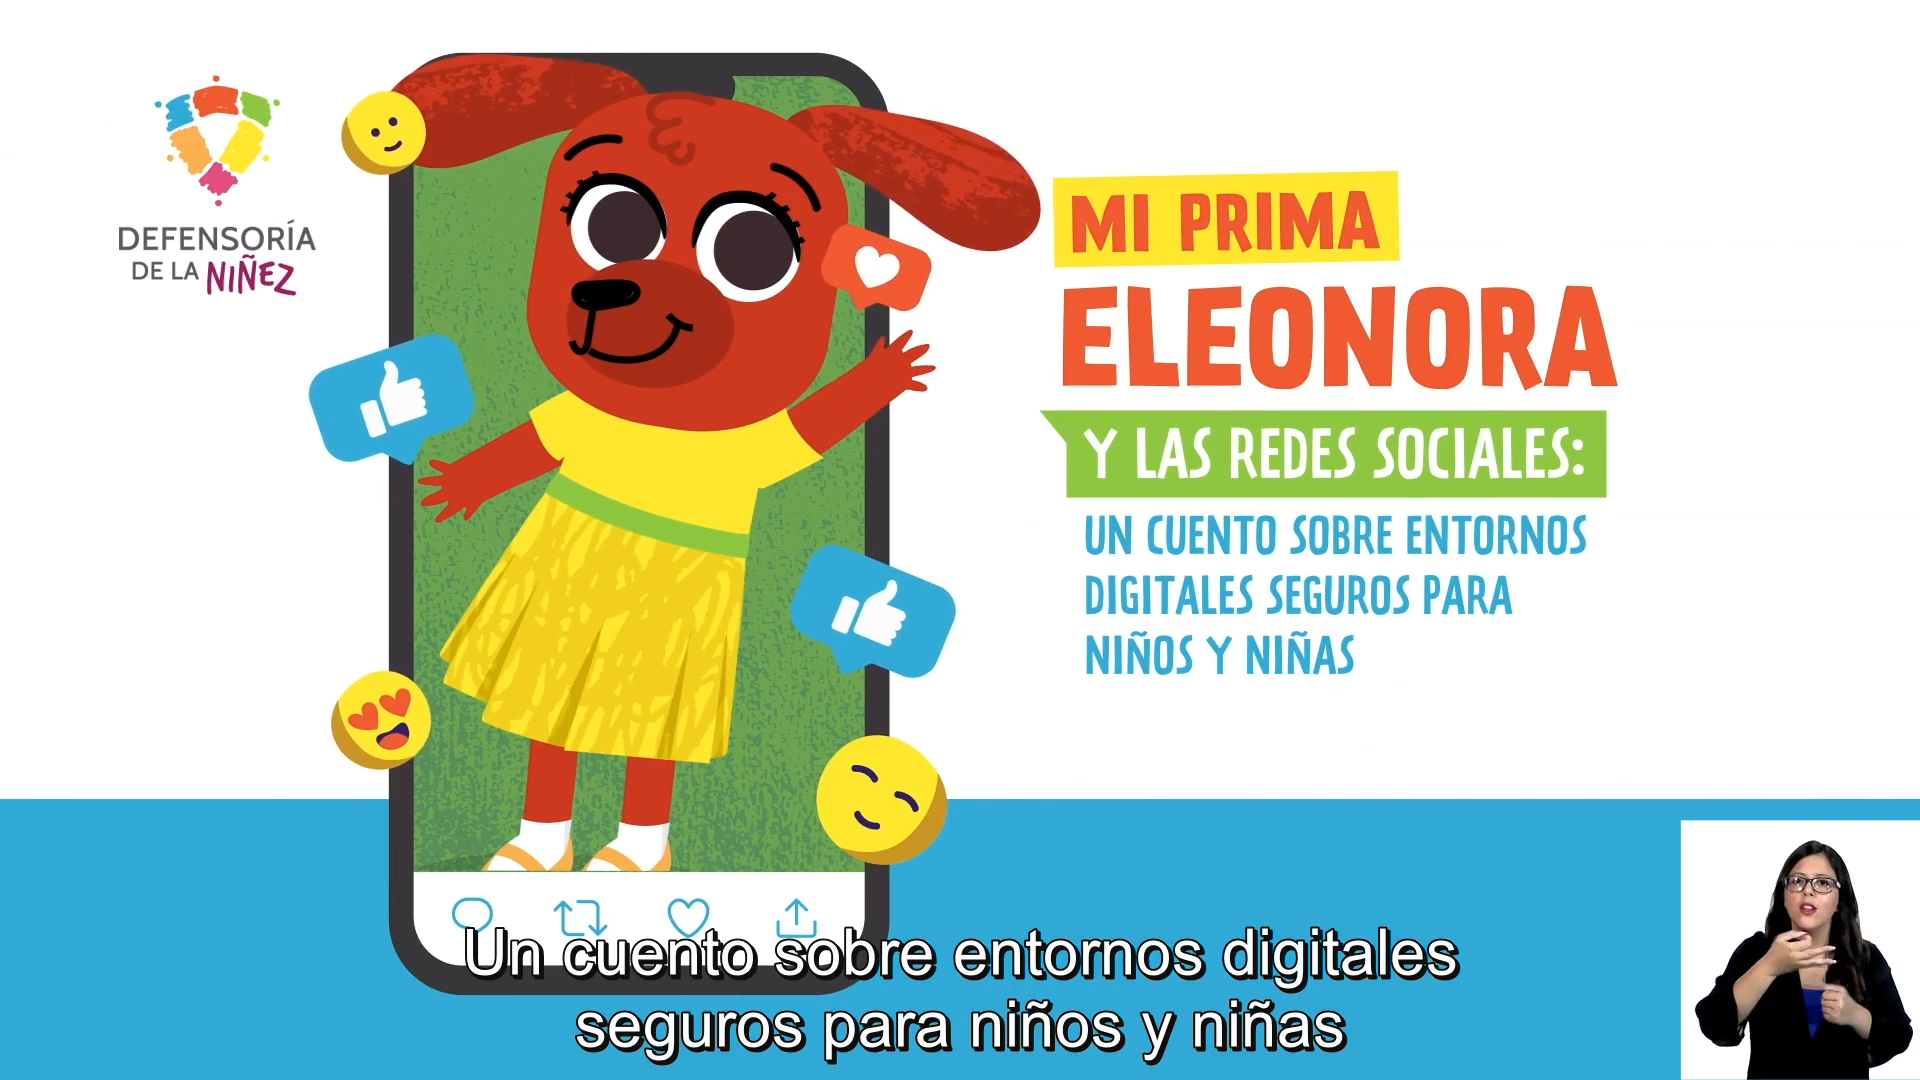 DEFENSORÍA
DE LA NIÑEZ
MI PRIMA
ELEONORA
Y LAS REDES SOCIALES:
UN CUENTO SOBRE ENTORNOS
DIGITALES SEGUROS PARA
NIÑOS Y NIÑAS
Un cuento sobre entornos digitales
seguros para niños y niñas